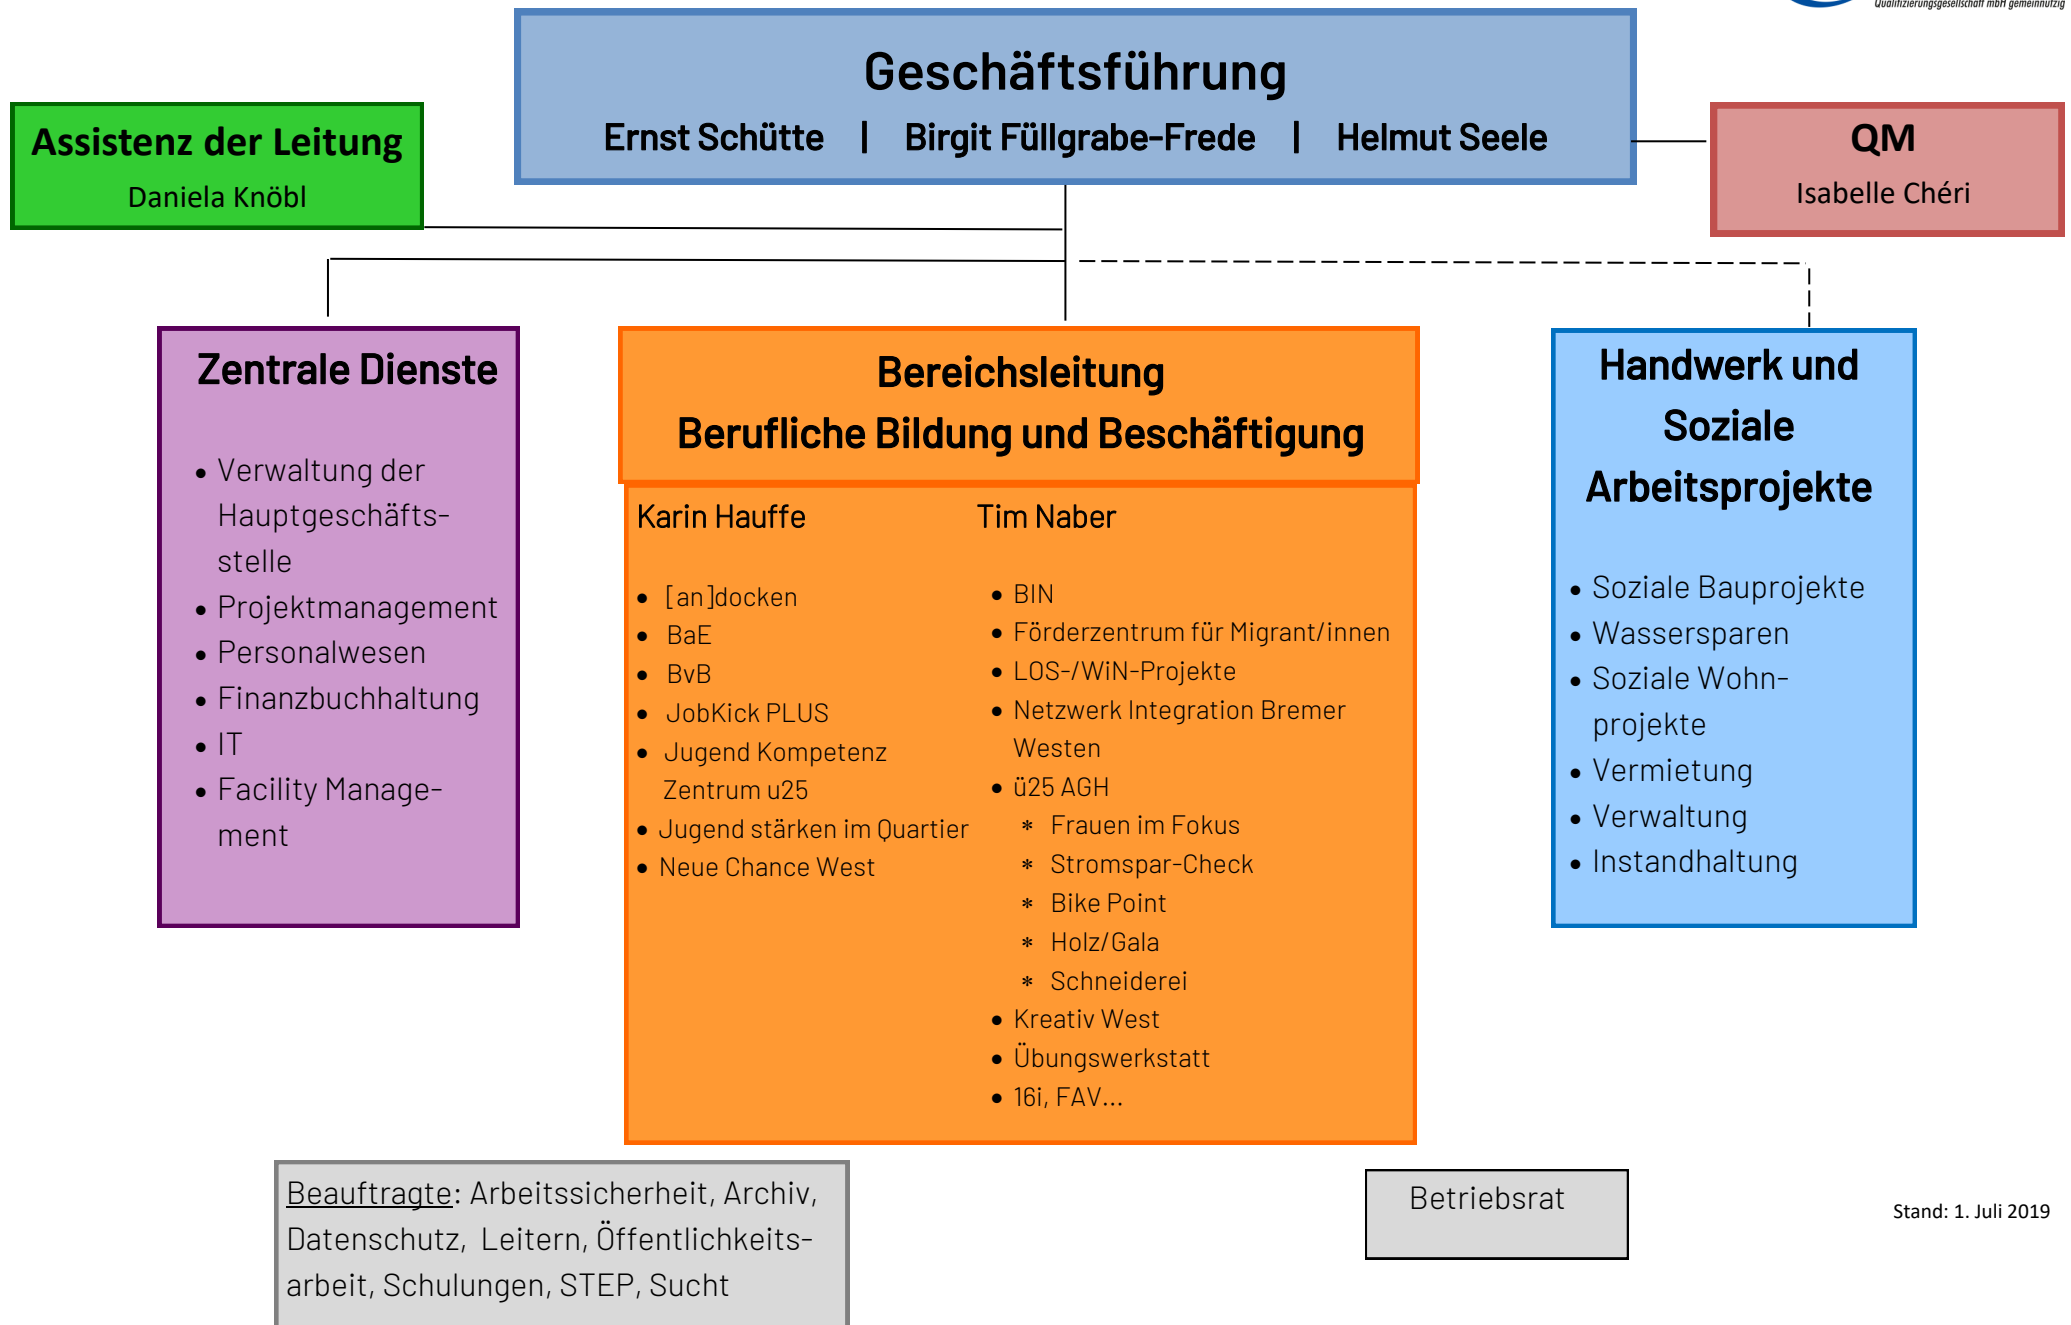 Qualifizierungsgesellschaft mbH gemeinnützig
Geschäftsführung
Ernst Schütte | Birgit Füllgrabe-Frede | Helmut Seele
Assistenz der Leitung
Daniela Knöbl
QM
Isabelle Chéri
Zentrale Dienste
• Verwaltung der
Hauptgeschäfts-
stelle
• Projektmanagement
• Personalwesen
• Finanzbuchhaltung
• IT
• Facility Manage-
ment
Bereichsleitung
Berufliche Bildung und Beschäftigung
Karin Hauffe
• [an]docken
• BaE
• BvB
• JobKick PLUS
• Jugend Kompetenz
Zentrum u25
• Jugend stärken im Quartier
• Neue Chance West
Tim Naber
• BIN
• Förderzentrum für Migrant/innen
• LOS-/WiN-Projekte
• Netzwerk Integration Bremer
Westen
• ü25 AGH
* Frauen im Fokus
* Stromspar-Check
* Bike Point
* Holz/Gala
* Schneiderei
• Kreativ West
• Übungswerkstatt
• 16i, FAV...
Handwerk und
Soziale
Arbeitsprojekte
• Soziale Bauprojekte
• Wassersparen
• Soziale Wohn-
projekte
• Vermietung
• Verwaltung
• Instandhaltung
Beauftragte: Arbeitssicherheit, Archiv,
Datenschutz, Leitern, Öffentlichkeits-
arbeit, Schulungen, STEP, Sucht
Betriebsrat
Stand: 1. Juli 2019